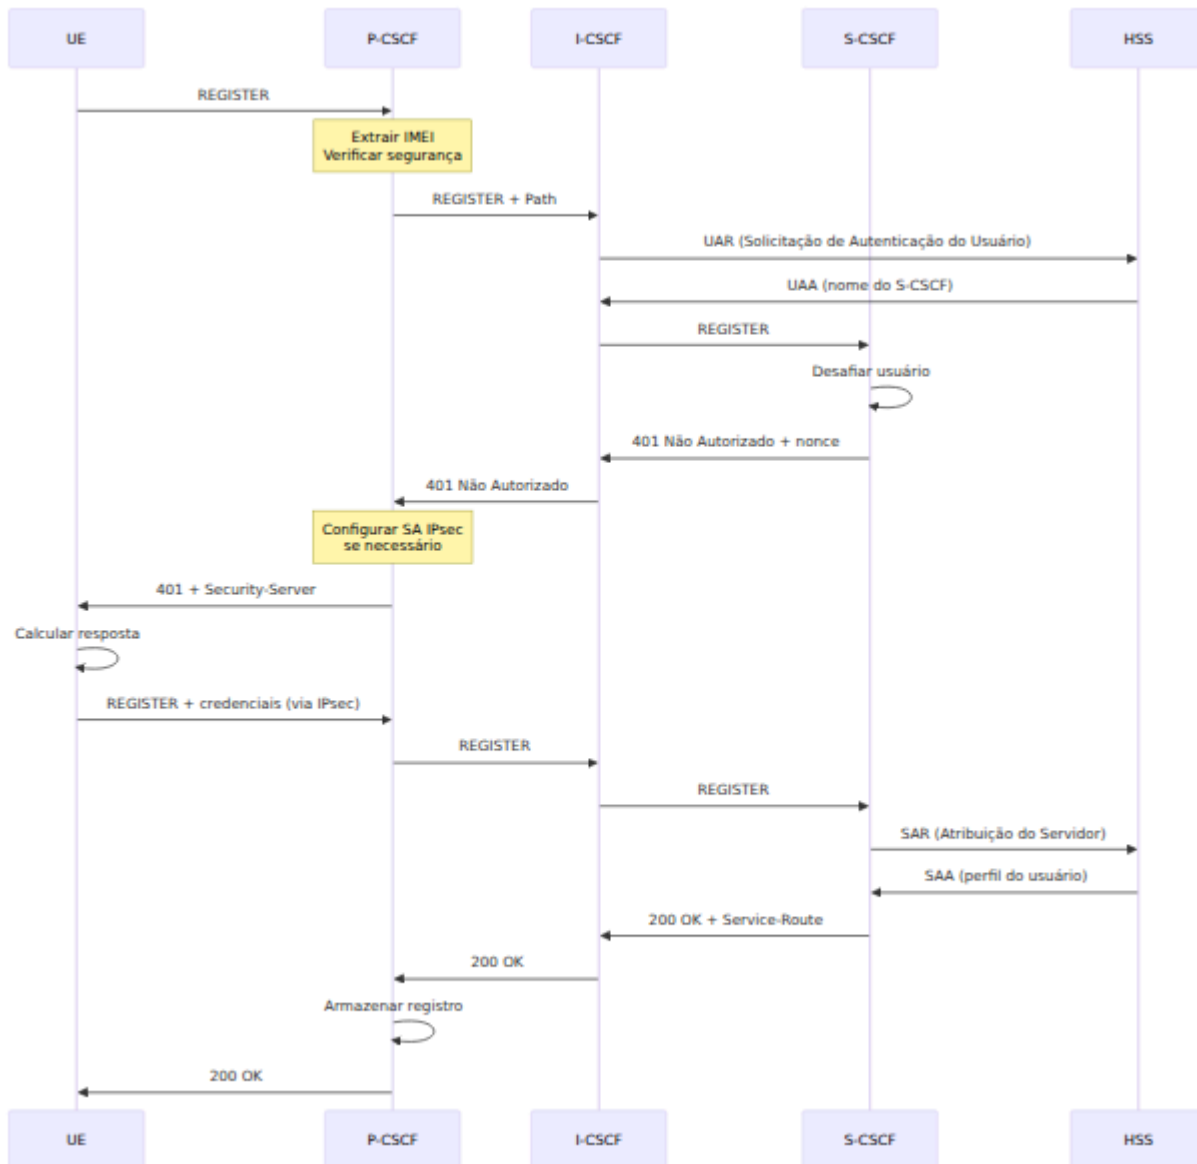 UE
P-CSCF
I-CSCF
S-CSCF
HSS
REGISTER
Extrair IMEI
Verificar segurança
REGISTER + Path
UAR (Solicitação de Autenticação do Usuário)
UAA (nome do S-CSCF)
REGISTER
Desafiar usuário
401 Não Autorizado + nonce
401 Não Autorizado
Configurar SA IPsec
se necessário
401 + Security-Server
Calcular resposta
REGISTER + credenciais (via IPsec)
REGISTER
REGISTER
SAR (Atribuição do Servidor)
SAA (perfil do usuário)
200 OK + Service-Route
200 OK
Armazenar registro
200 OK
UE
P-CSCF
I-CSCF
S-CSCF
HSS